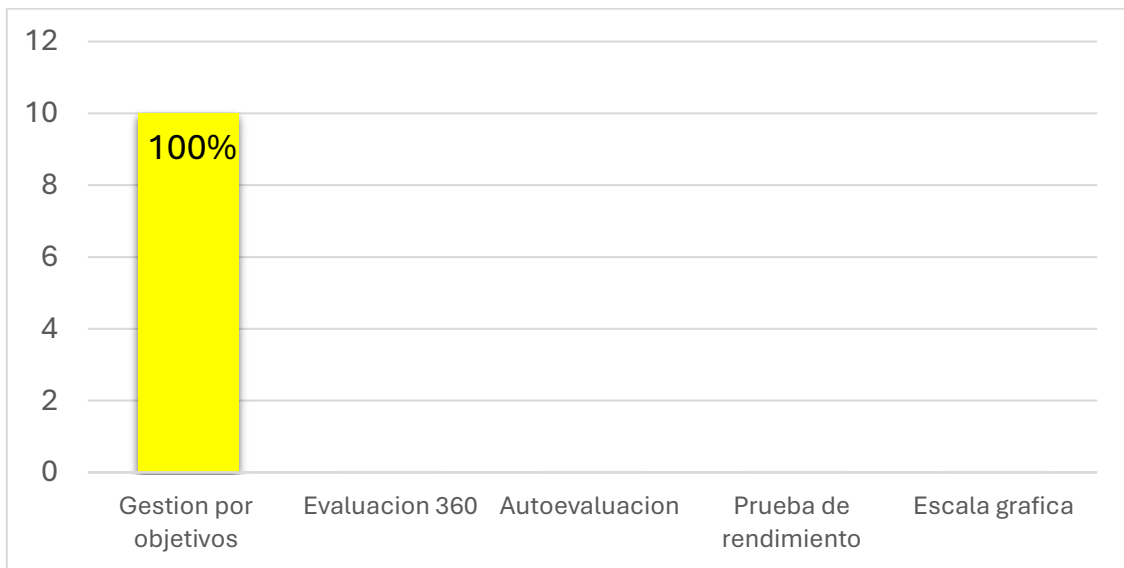 12
10
100%
8
6
4
2
0
Gestion por
objetivos
Evaluacion 360
Autoevaluacion
Prueba de
rendimiento
Escala grafica